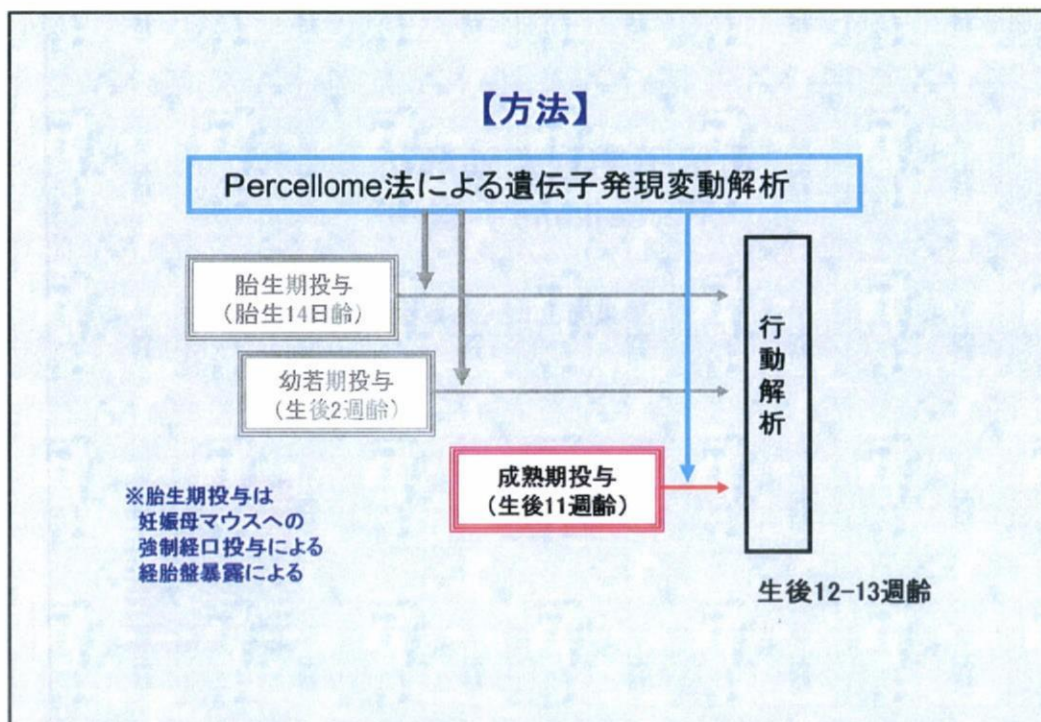 【方法】
Percellome法による遺伝子発現変動解析
胎生期投与
(胎生14日齢)
幼若期投与
(生後2週齢)
成熟期投与
(生後11週齢)
行動解析
※胎生期投与は
妊娠母マウスへの
強制経口投与による
経胎盤暴露による
生後12-13週齢